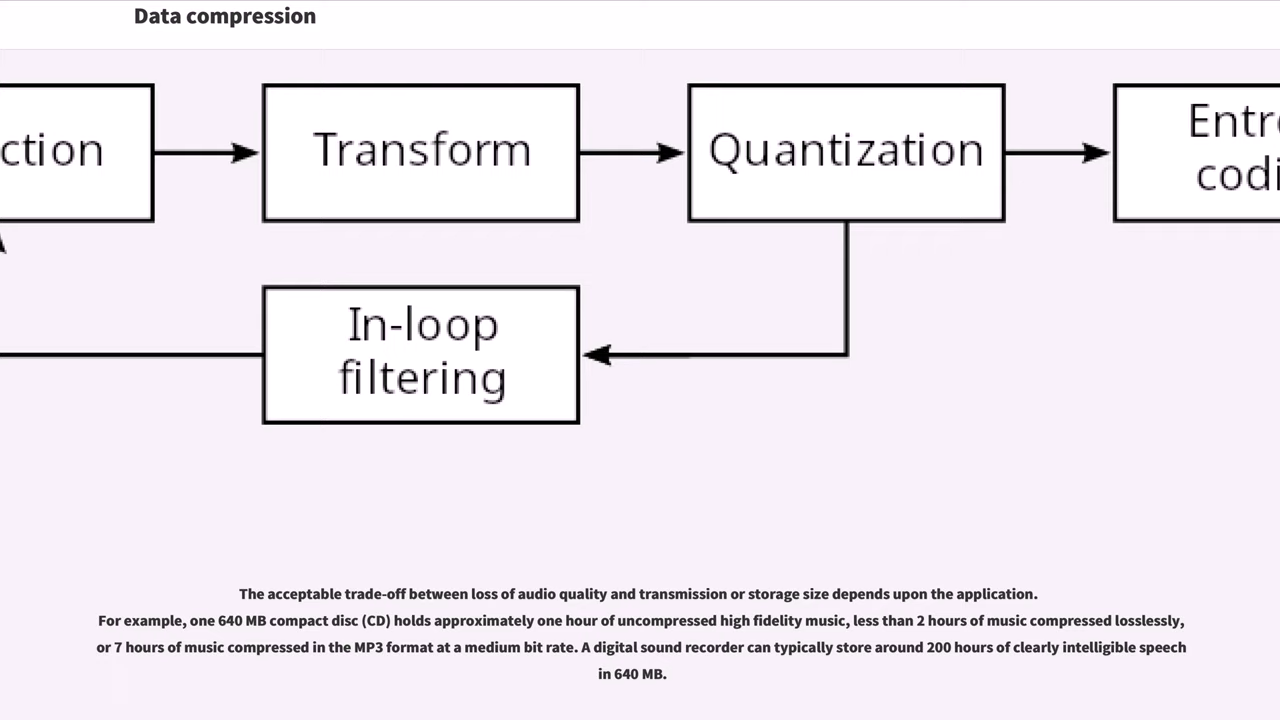 Data compression
ction
Transform
Quantization
Entr
codi
In-loop
filtering
The acceptable trade-off between loss of audio quality and transmission or storage size depends upon the application.
For example, one 640 MB compact disc (CD) holds approximately one hour of uncompressed high fidelity music, less than 2 hours of music compressed losslessly,
or 7 hours of music compressed in the MP3 format at a medium bit rate. A digital sound recorder can typically store around 200 hours of clearly intelligible speech
in 640 MB.